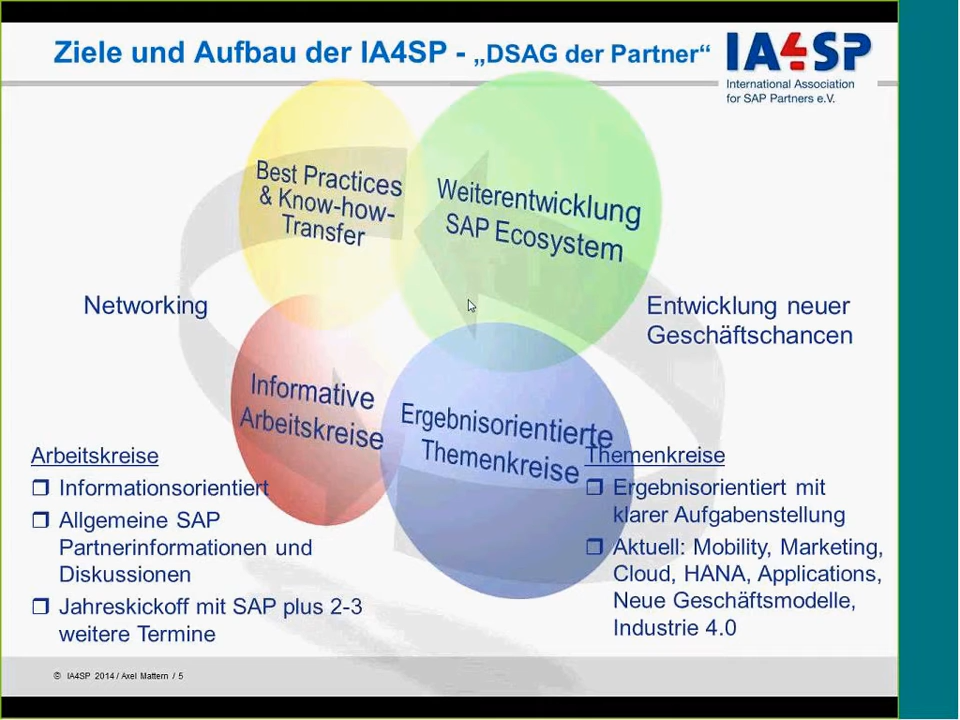 Ziele und Aufbau der IA4SP - „DSAG der Partner“
IA4SP
International Association
for SAP Partners e.V.
Best Practices
& Know-how-
Transfer
Weiterentwicklung
SAP Ecosystem
Networking
Entwicklung neuer
Geschäftschancen
Informative
Arbeitskreise
Ergebnisorientierte
Themenkreise
Arbeitskreise
❒ Informationsorientiert
❒ Allgemeine SAP
Partnerinformationen und
Diskussionen
❒ Jahreskickoff mit SAP plus 2-3
weitere Termine
Themenkreise
❒ Ergebnisorientiert mit
klarer Aufgabenstellung
❒ Aktuell: Mobility, Marketing,
Cloud, HANA, Applications,
Neue Geschäftsmodelle,
Industrie 4.0
© IA4SP 2014 / Axel Mattern / 5